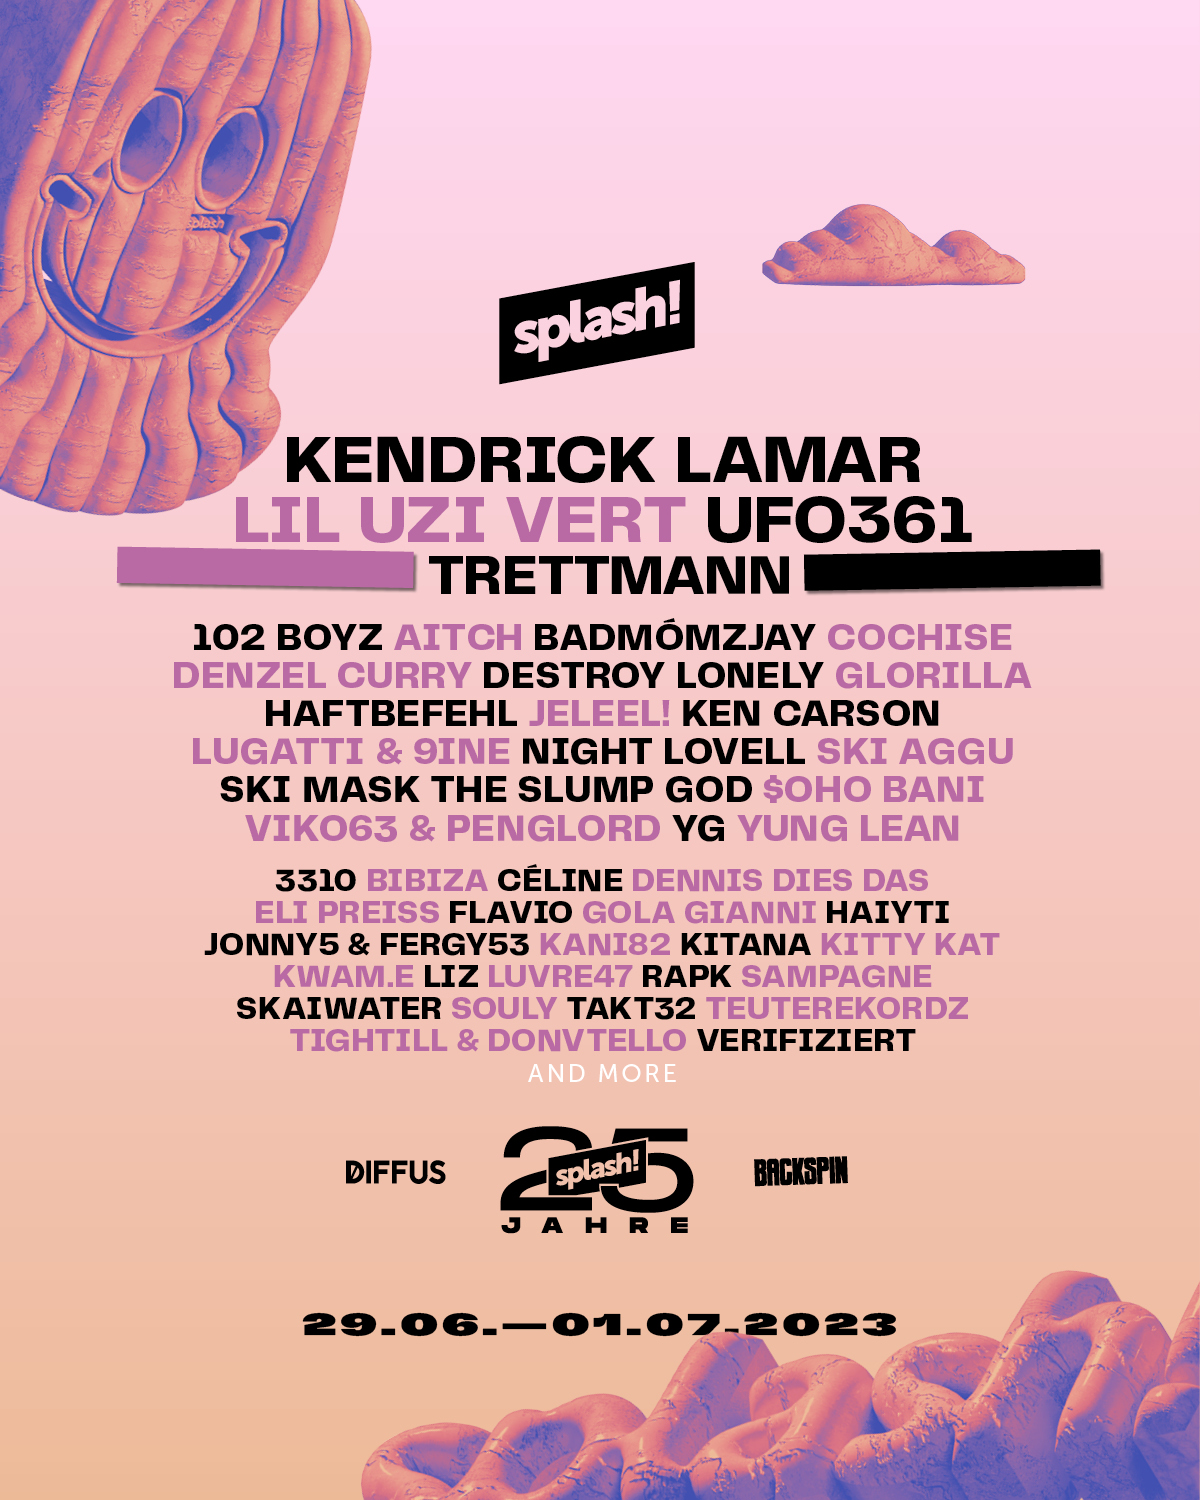 splash
splash!
KENDRICK LAMAR
LIL UZI VERT UFO361
TRETTMANN
102 BOYZ AITCH BADMÓMZJAY COCHISE
DENZEL CURRY DESTROY LONELY GLORILLA
HAFTBEFEHL JELEEL! KEN CARSON
LUGATTI & 9INE NIGHT LOVELL SKI AGGU
SKI MASK THE SLUMP GOD $OHO BANI
VIKO63 & PENGLORD YG YUNG LEAN
3310 BIBIZA CÉLINE DENNIS DIES DAS
ELI PREISS FLAVIO GOLA GIANNI HAIYTI
JONNY5 & FERGY53 KANI82 KITANA KITTY KAT
KWAM.E LIZ LUVRE47 RAPK SAMPAGNE
SKAIWATER SOULY TAKT32 TEUTEREKORDZ
TIGHTILL & DONVTELLO VERIFIZIERT
AND MORE
DIFFUS
25
splash!
JAHRE
BACKSPIN
29.06.—01.07.2023